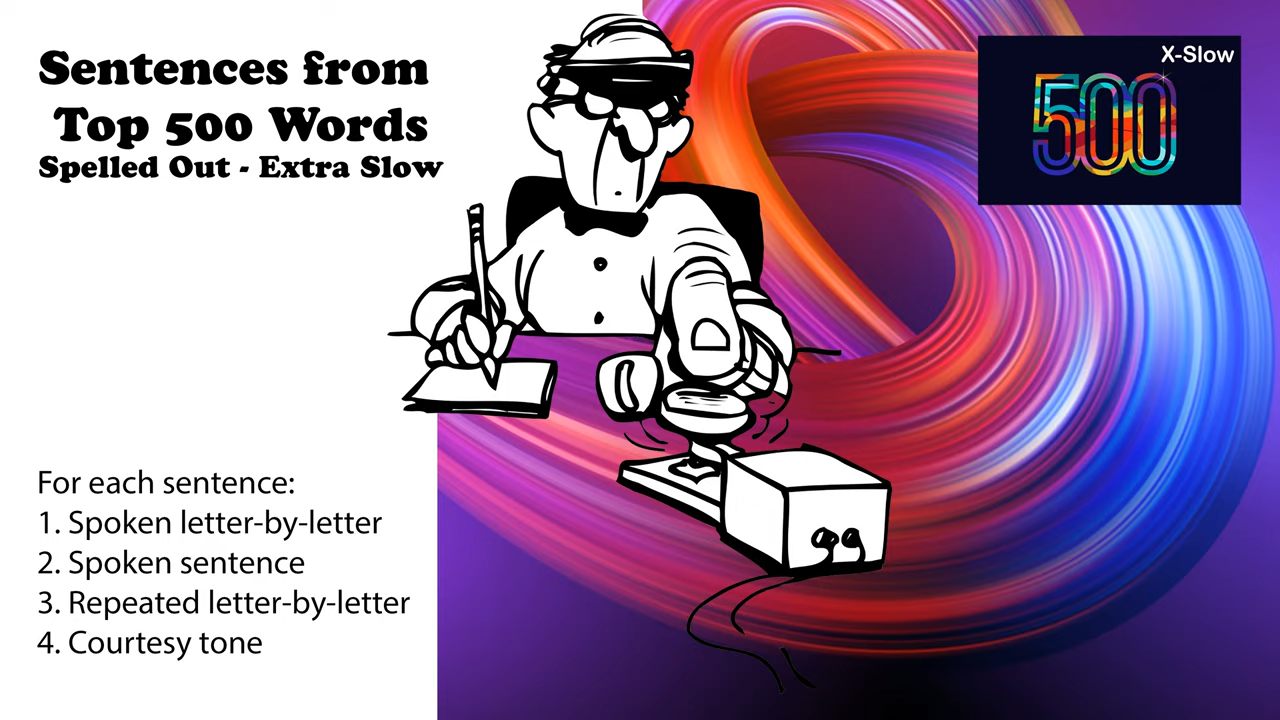 Sentences from
Top 500 Words
Spelled Out - Extra Slow
X-Slow
500
For each sentence:
1. Spoken letter-by-letter
2. Spoken sentence
3. Repeated letter-by-letter
4. Courtesy tone